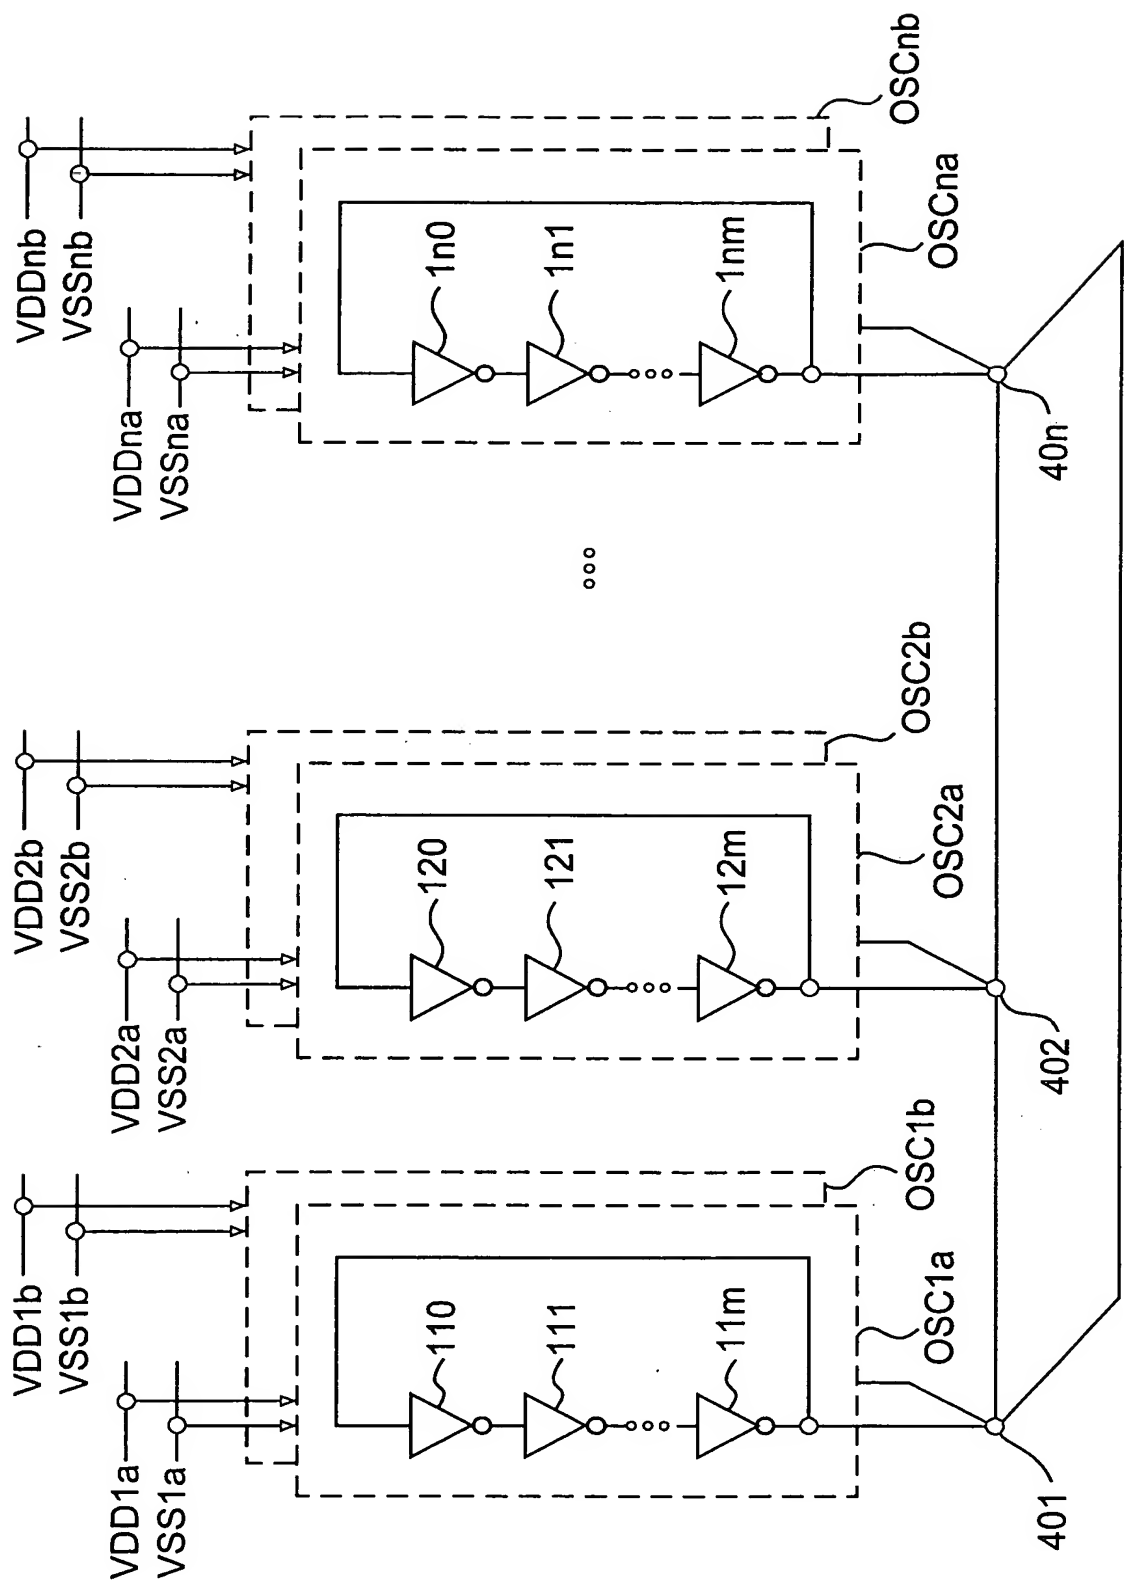 VDD1a
VSS1a
VDD1b
VSS1b
110
111
11m
OSC1a
OSC1b
401
VDD2a
VSS2a
VDD2b
VSS2b
120
121
12m
OSC2a
OSC2b
402
VDDna
VSSna
VDDnb
VSSnb
1n0
1n1
1nm
OSCna
OSCnb
40n